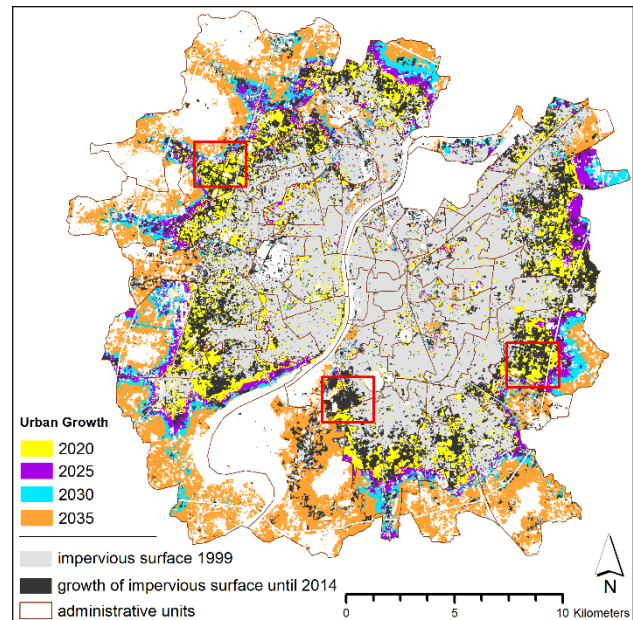 Urban Growth
2020
2025
2030
2035
impervious surface 1999
growth of impervious surface until 2014
administrative units
N
0 5 10 Kilometers